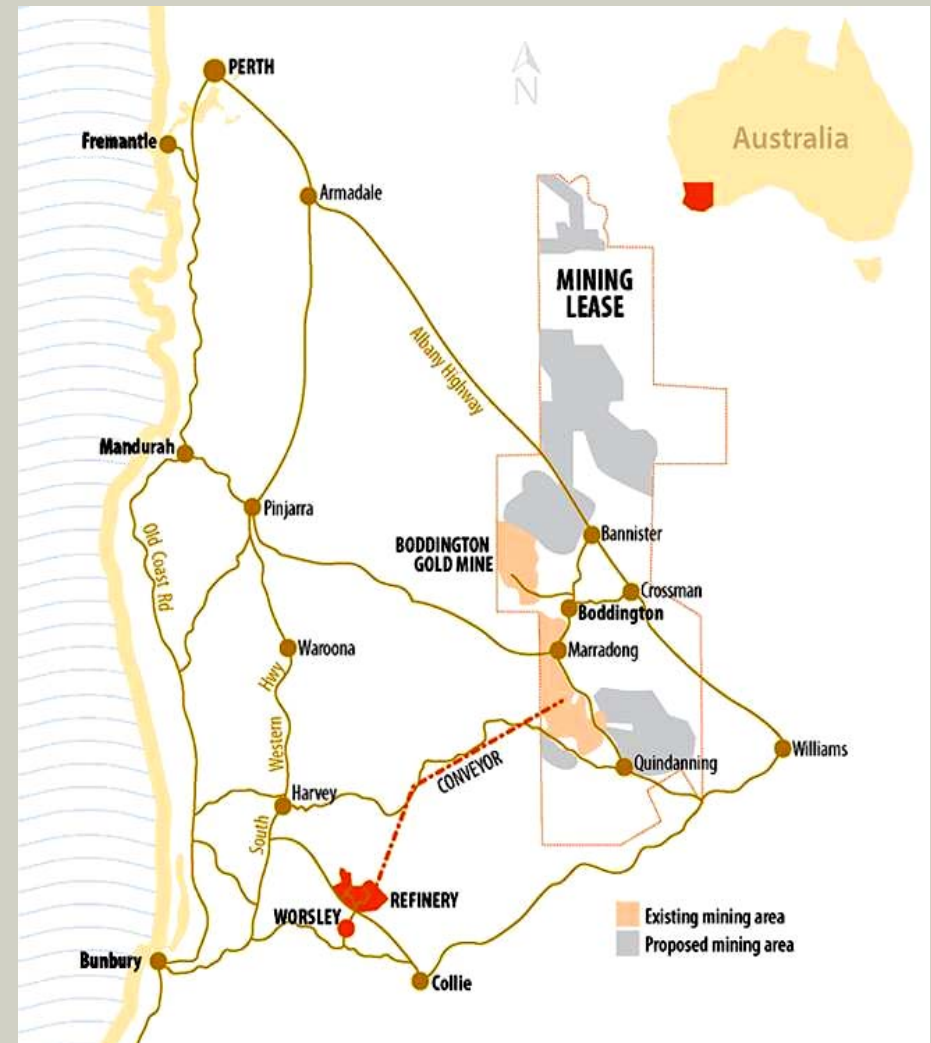 PERTH
Fremantle
N
Australia
Armadale
MINING
LEASE
Albany Highway
Mandurah
Pinjarra
Old Coast Rd
BODDINGTON
GOLD MINE
Bannister
Crossman
Boddington
Waroona
Marradong
South Western Hwy
CONVEYOR
Quindanning
Williams
Harvey
REFINERY
WORSLEY
Existing mining area
Proposed mining area
Bunbury
Collie